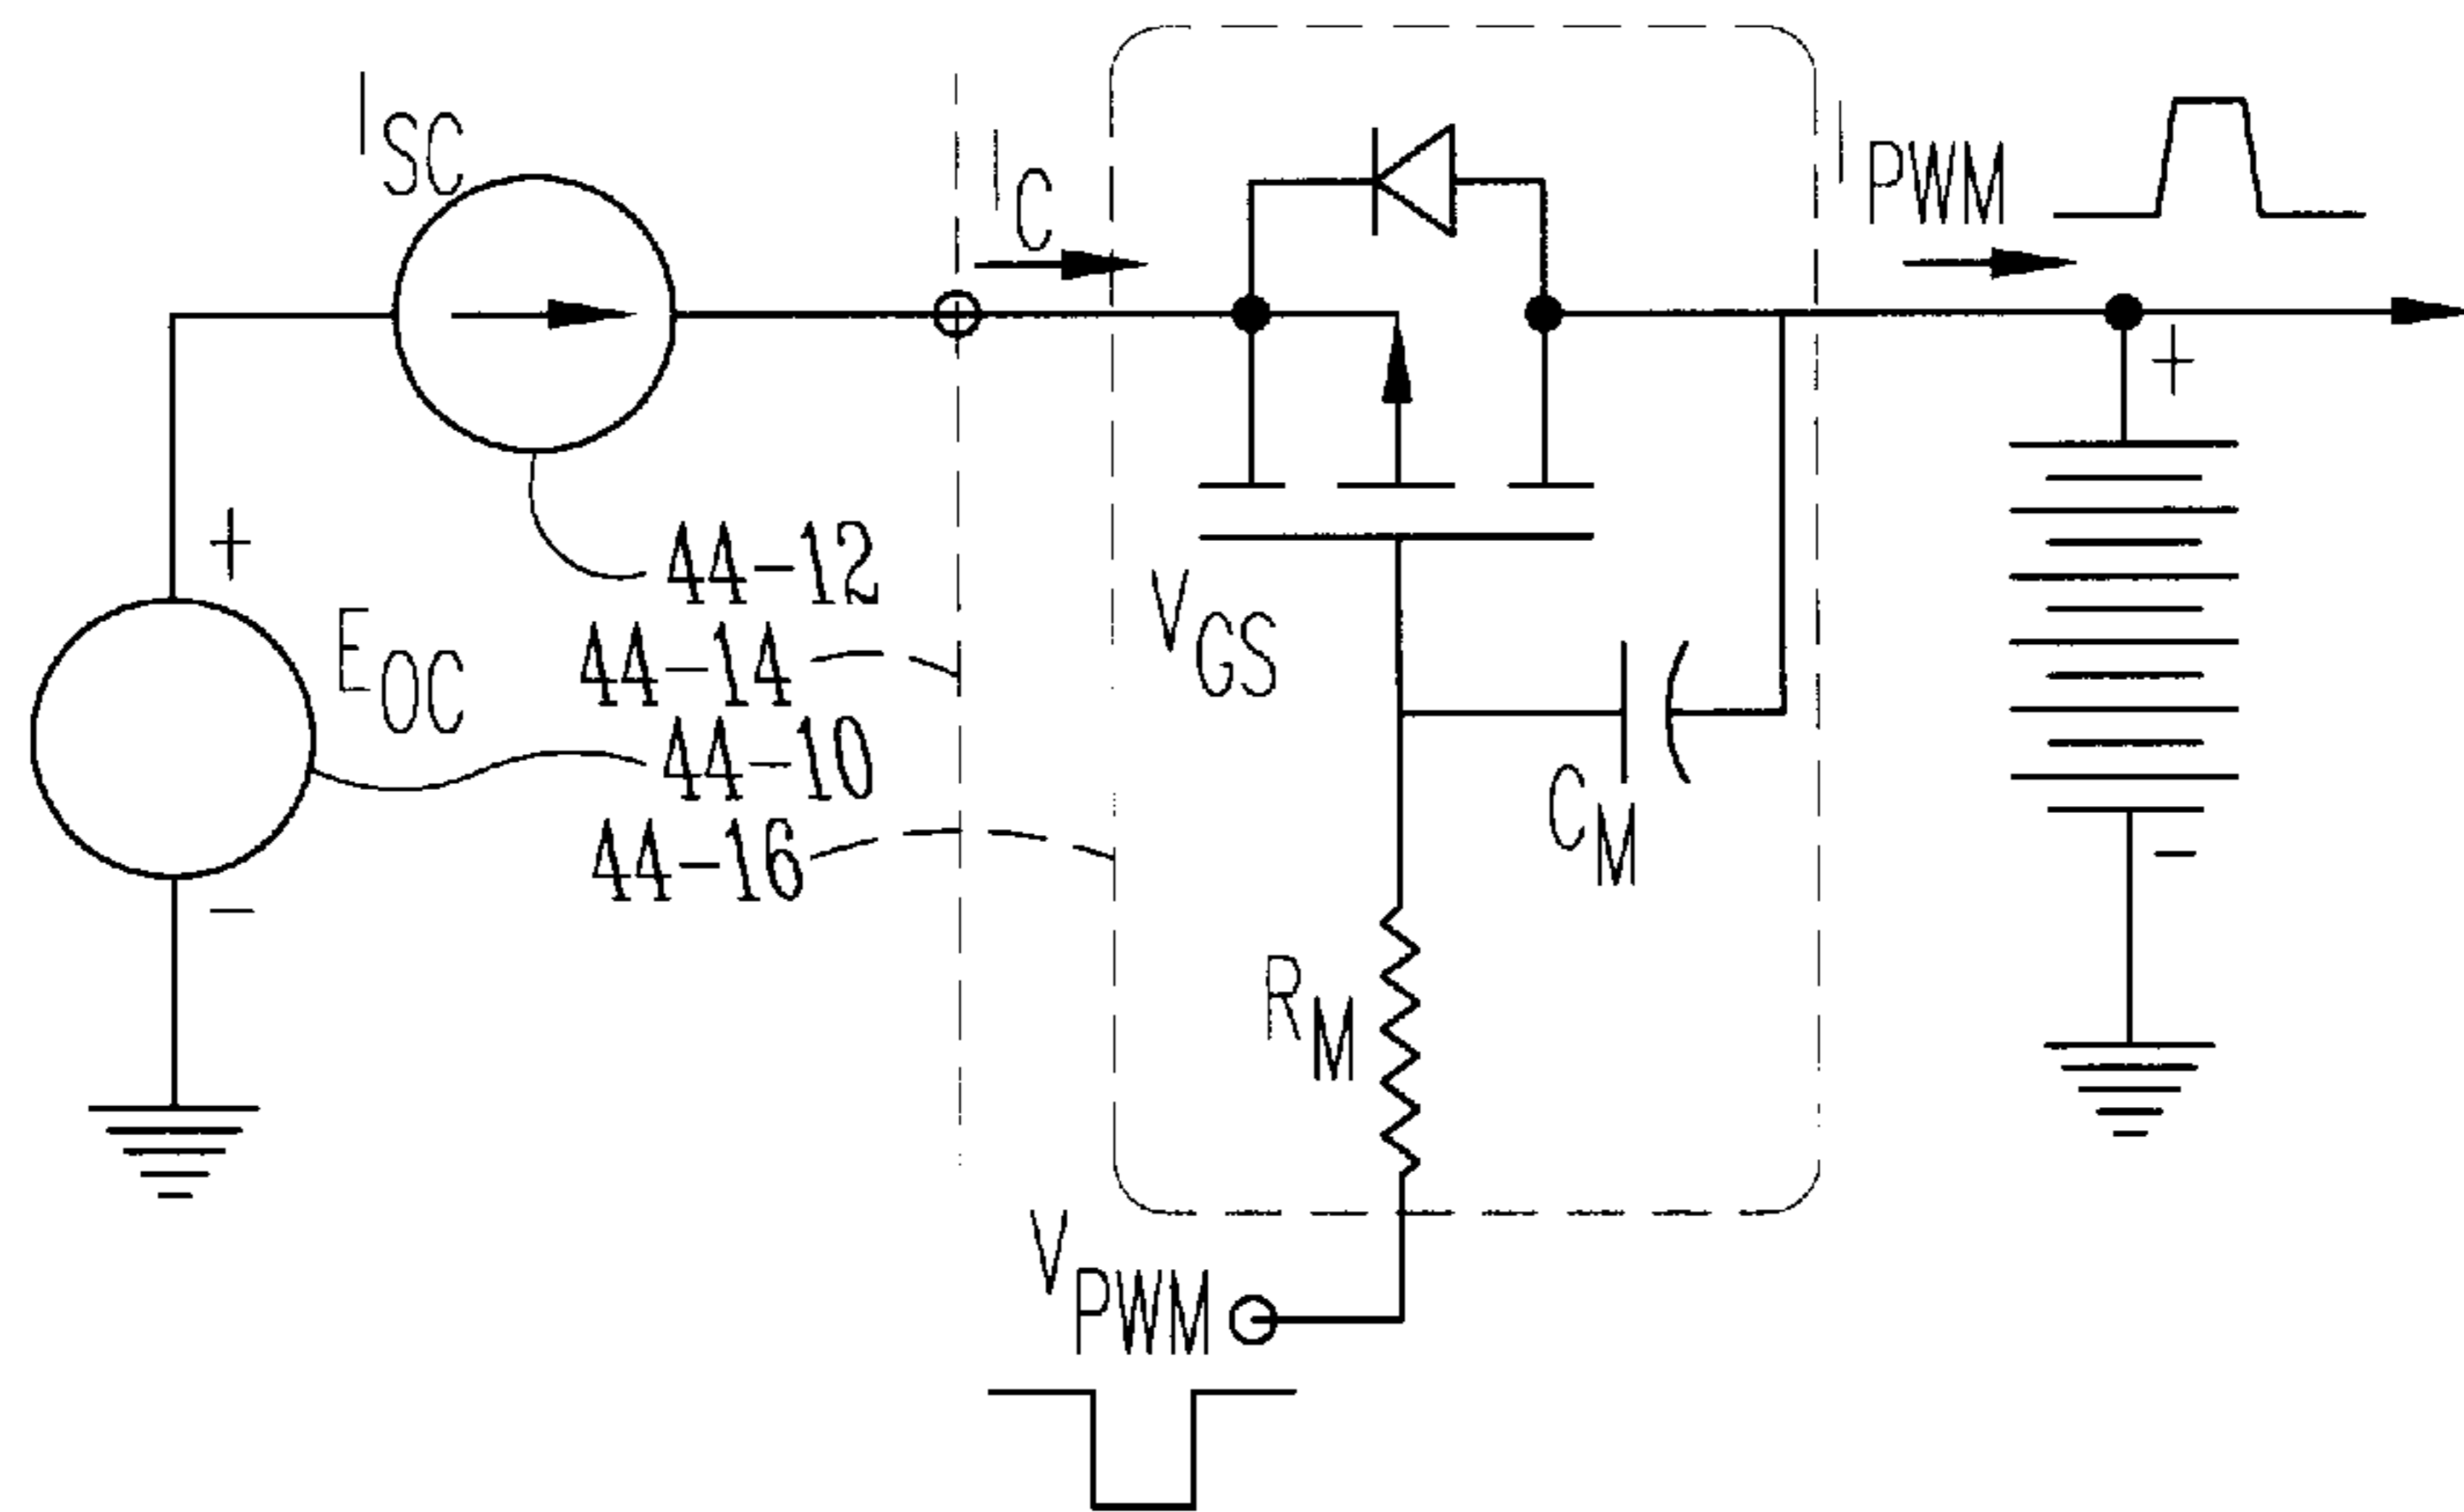 I_SC
I_C
I_PWM
+
+
44-12
E_OC
44-14
V_GS
44-10
C_M
44-16
-
-
R_M
V_PWM